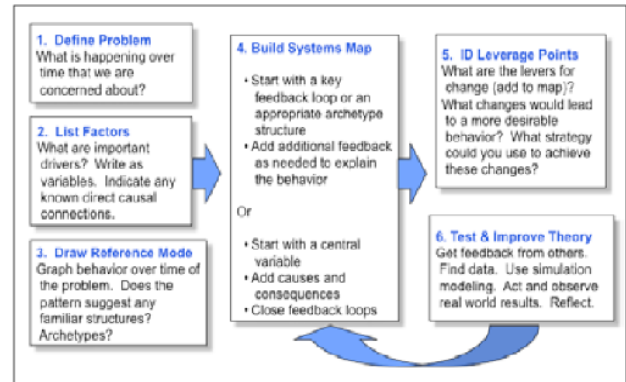 1. Define Problem
What is happening over
time that we are
concerned about?
2. List Factors
What are important
drivers? Write as
variables. Indicate any
known direct causal
connections.
3. Draw Reference Mode
Graph behavior over time of
the problem. Does the
pattern suggest any
familiar structures?
Archetypes?
4. Build Systems Map
• Start with a key
feedback loop or an
appropriate archetype
structure
• Add additional feedback
as needed to explain
the behavior
Or
• Start with a central
variable
• Add causes and
consequences
• Close feedback loops
5. ID Leverage Points
What are the levers for
change (add to map)?
What changes would lead
to a more desirable
behavior? What strategy
could you use to achieve
these changes?
6. Test & Improve Theory
Get feedback from others.
Find data. Use simulation
modeling. Act and observe
real world results. Reflect.